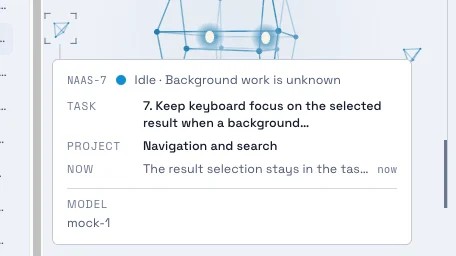 NAAS-7 Idle · Background work is unknown
TASK 7. Keep keyboard focus on the selected
result when a background…
PROJECT Navigation and search
NOW The result selection stays in the tas… now
MODEL
mock-1